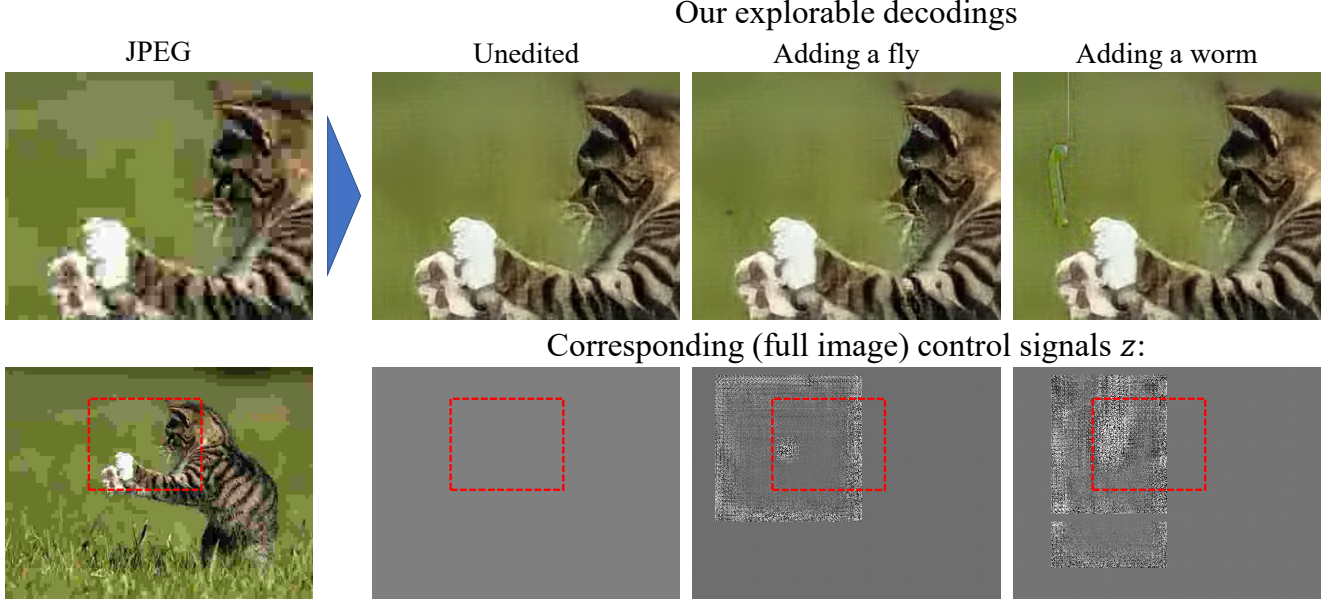 Our explorable decodings
JPEG
Unedited
Adding a fly
Adding a worm
Corresponding (full image) control signals z: